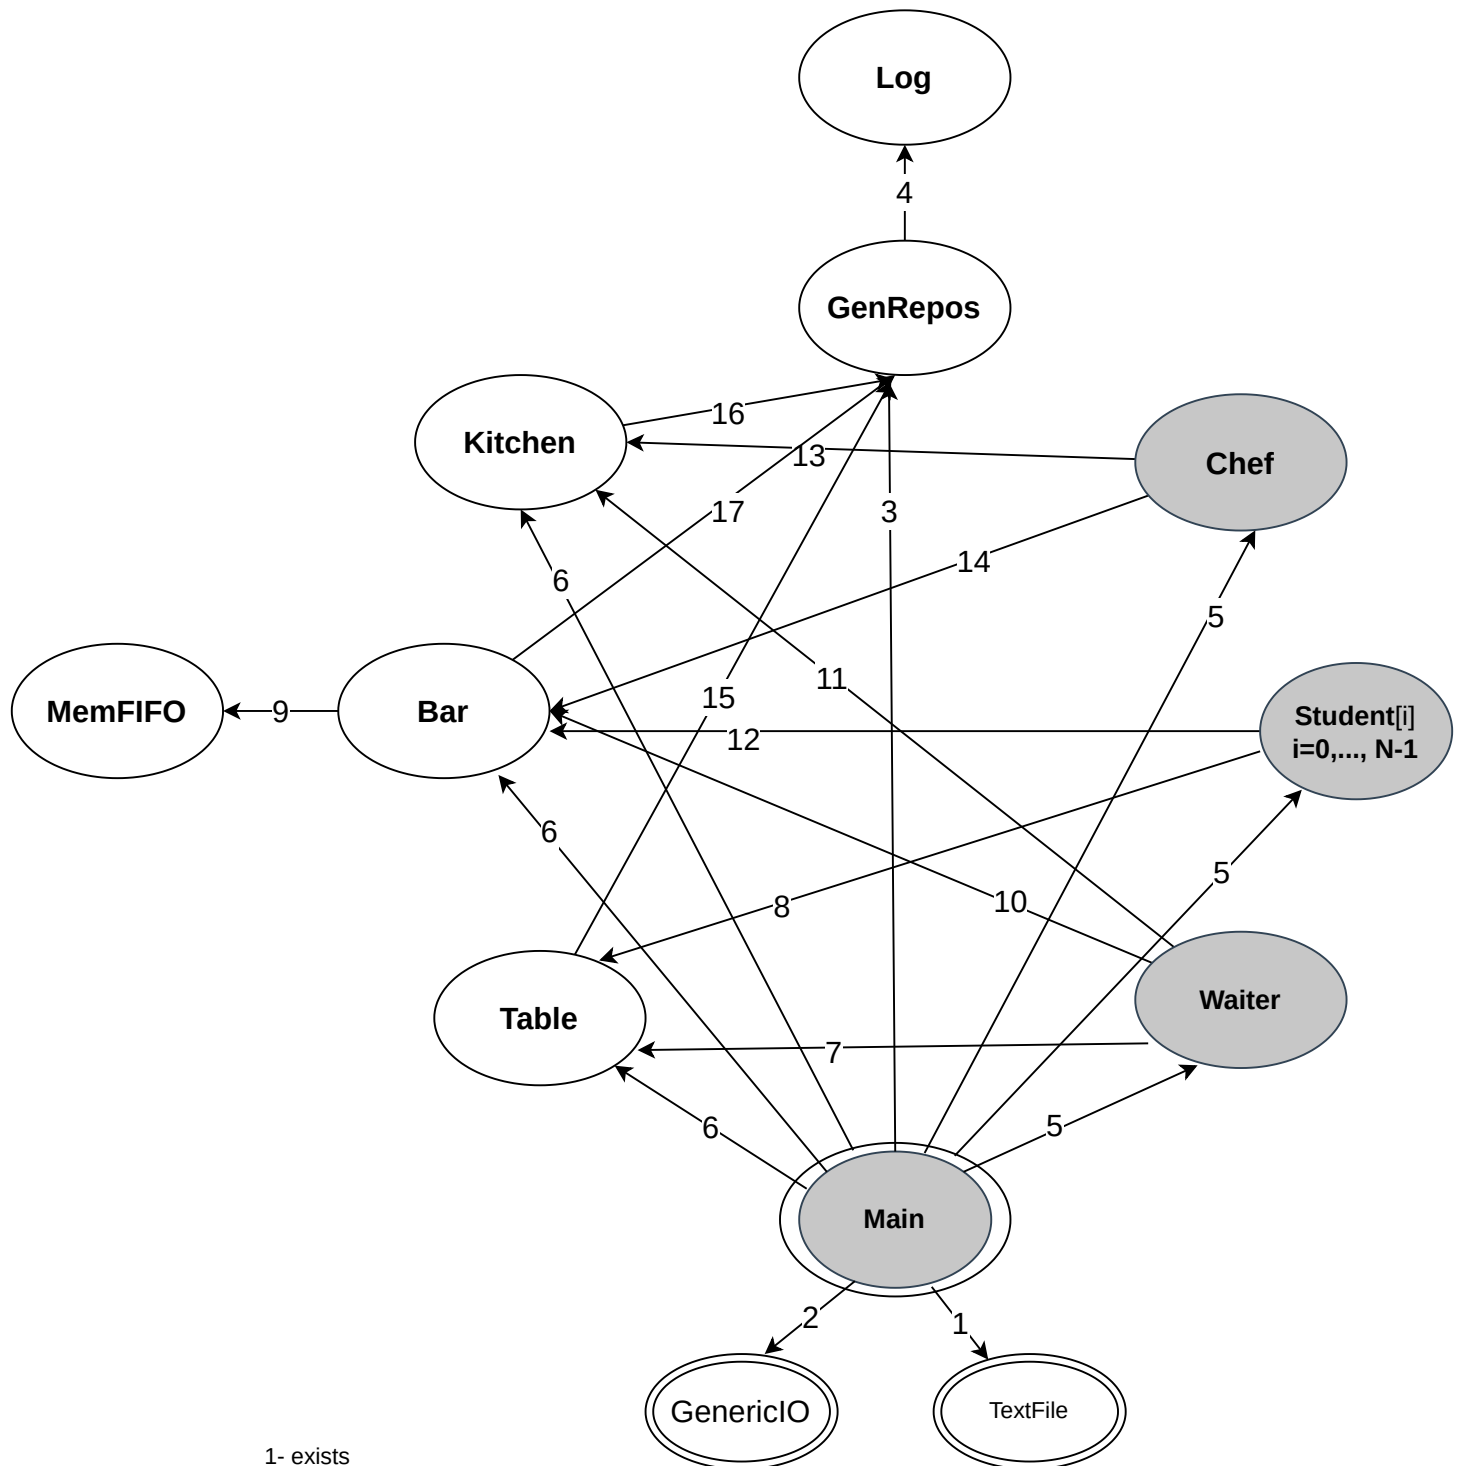 Log
4
GenRepos
16
Kitchen
13
Chef
17
3
14
6
5
11
15
MemFIFO
9
Bar
12
Student[i]
i=0,..., N-1
6
5
8
10
Table
Waiter
7
6
5
Main
2
1
GenericIO
TextFile
1- exists